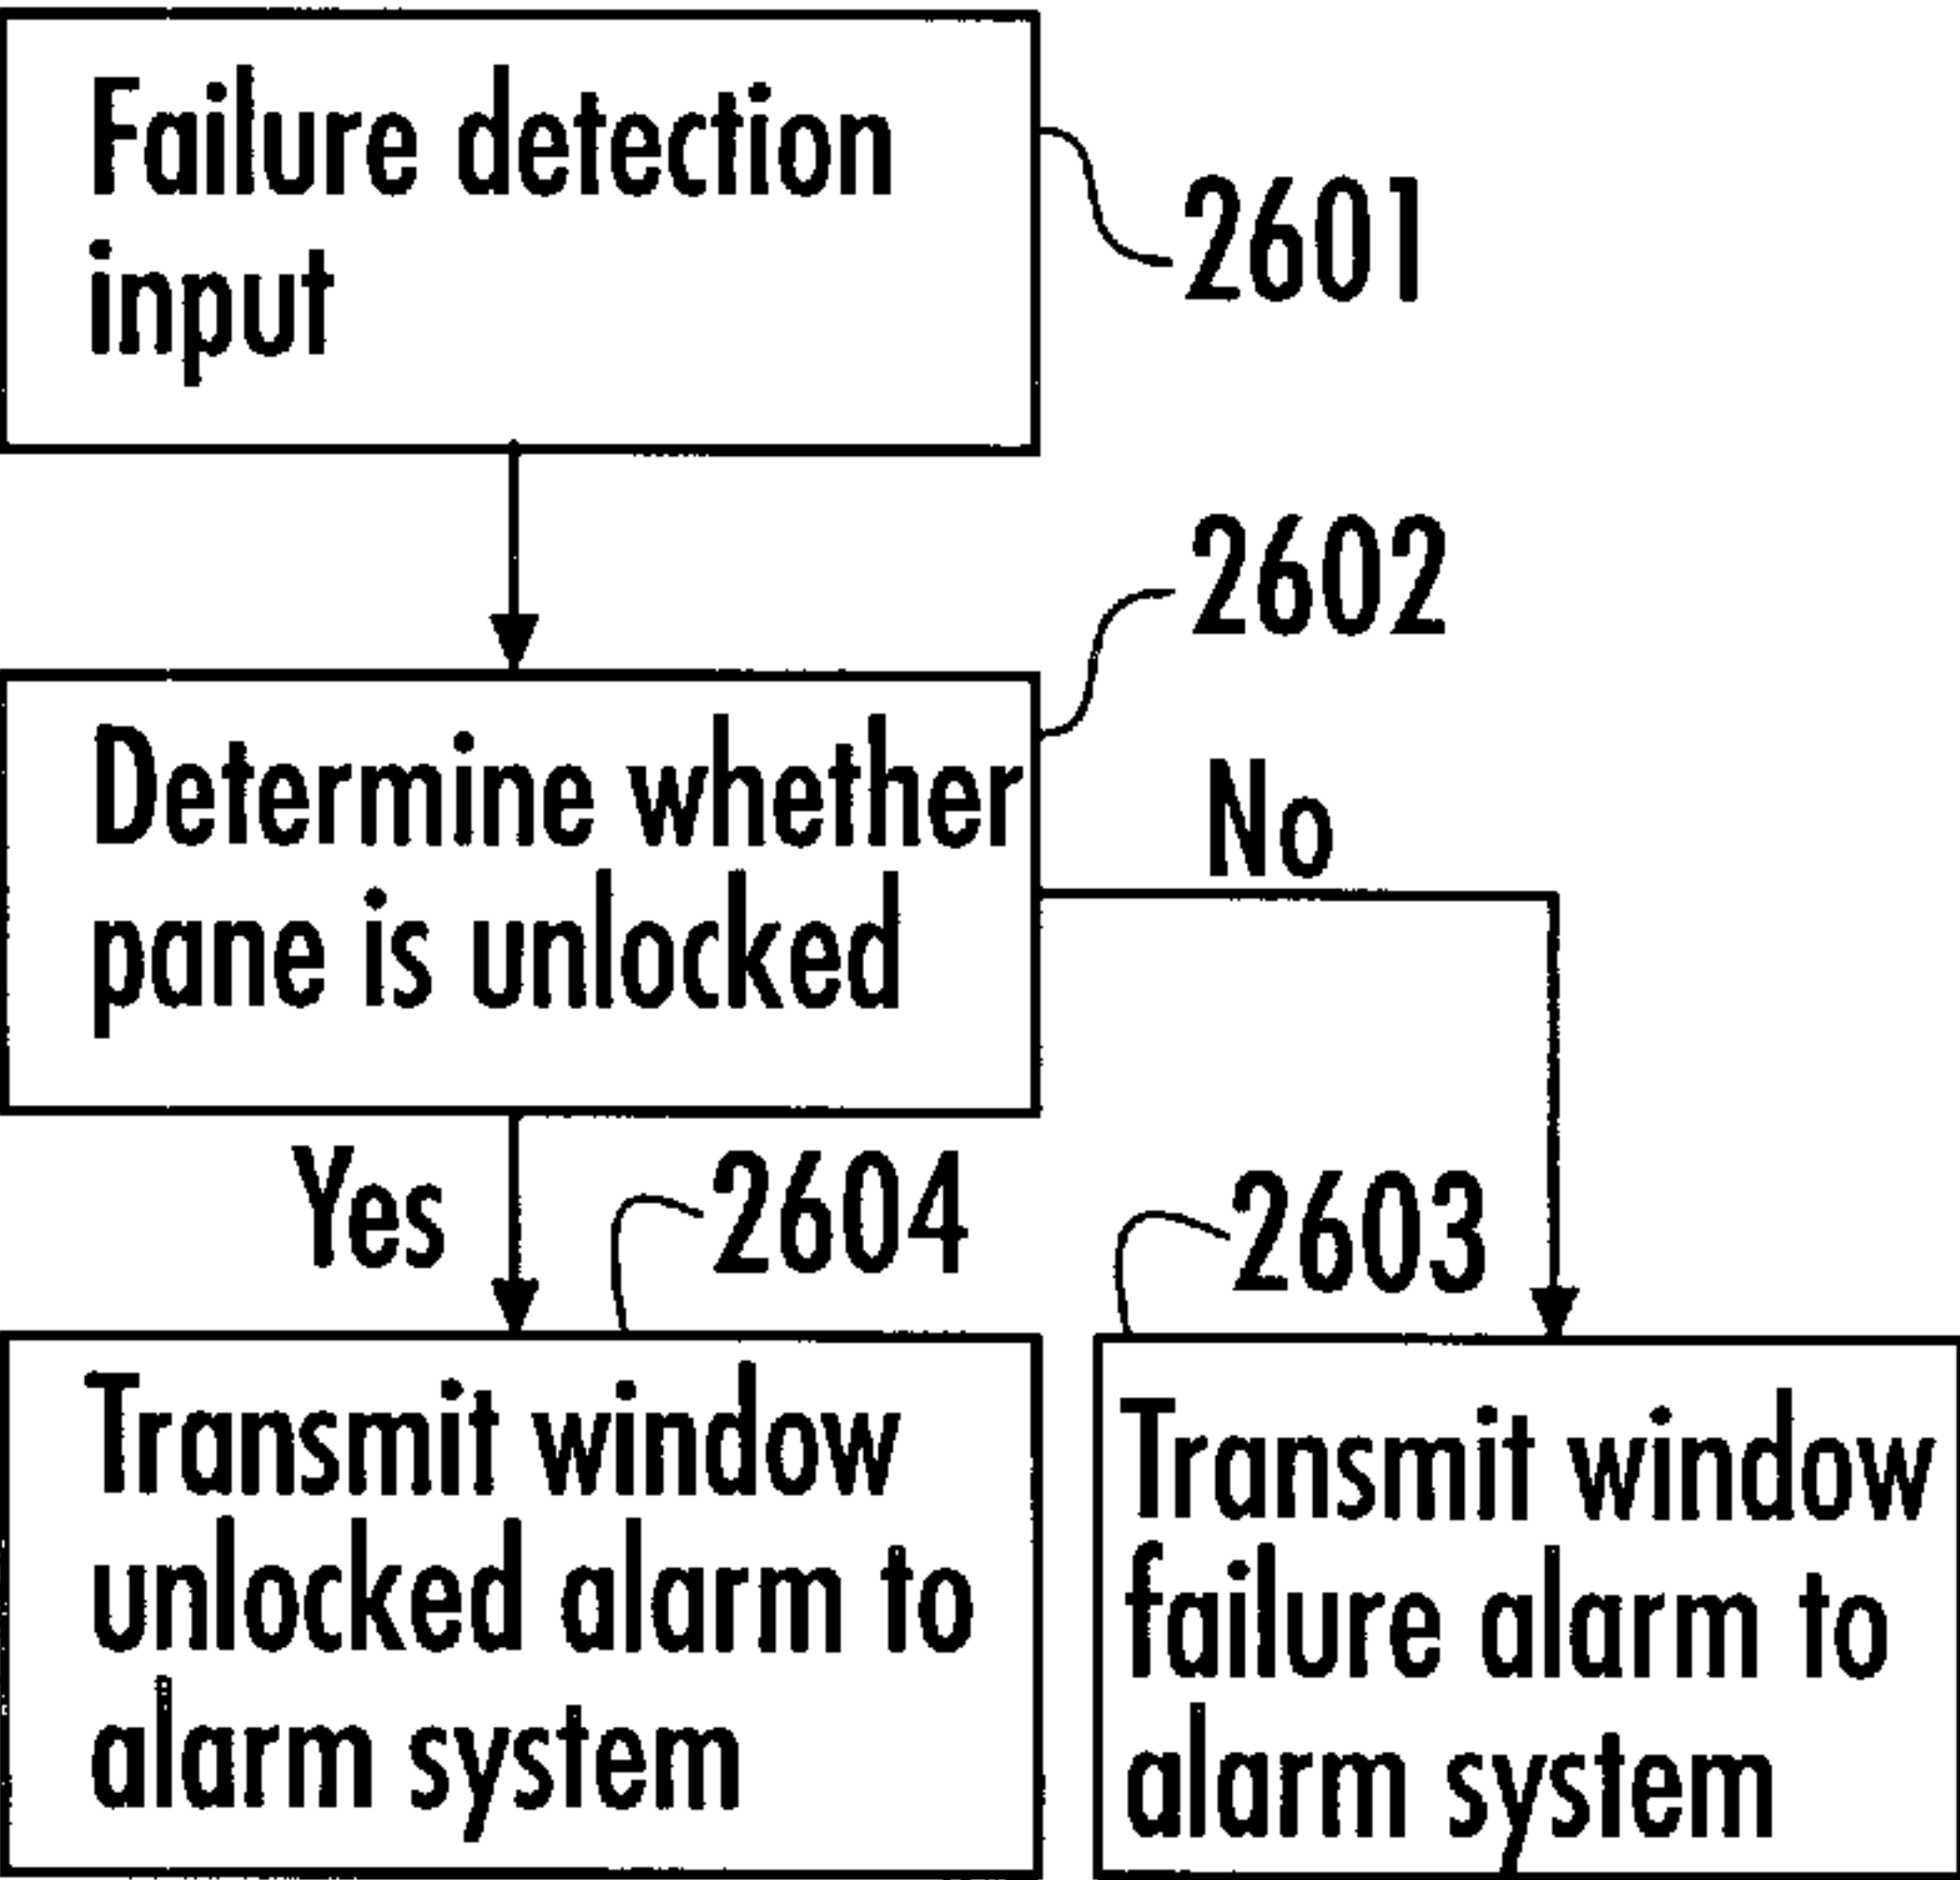 Failure detection
input
2601
2602
Determine whether
pane is unlocked
No
Yes
2604
2603
Transmit window
unlocked alarm to
alarm system
Transmit window
failure alarm to
alarm system